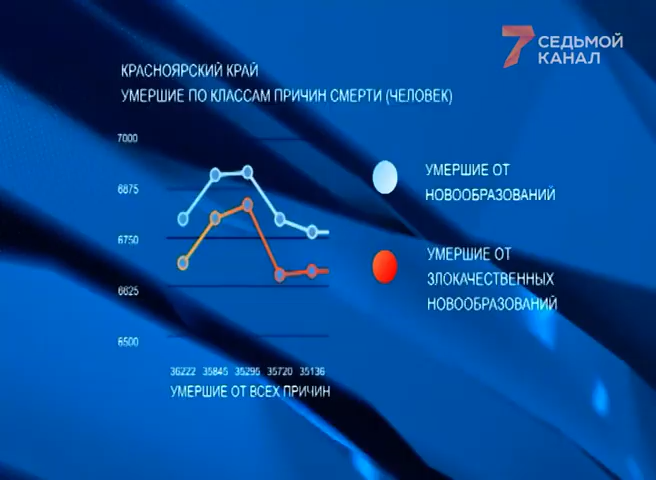 7 СЕДЬМОЙ
КАНАЛ
КРАСНОЯРСКИЙ КРАЙ
УМЕРШИЕ ПО КЛАССАМ ПРИЧИН СМЕРТИ (ЧЕЛОВЕК)
7000
6875
6750
6625
6500
УМЕРШИЕ ОТ
НОВООБРАЗОВАНИЙ
УМЕРШИЕ ОТ
ЗЛОКАЧЕСТВЕННЫХ
НОВООБРАЗОВАНИЙ
36222 35845 35295 35720 35136
УМЕРШИЕ ОТ ВСЕХ ПРИЧИН